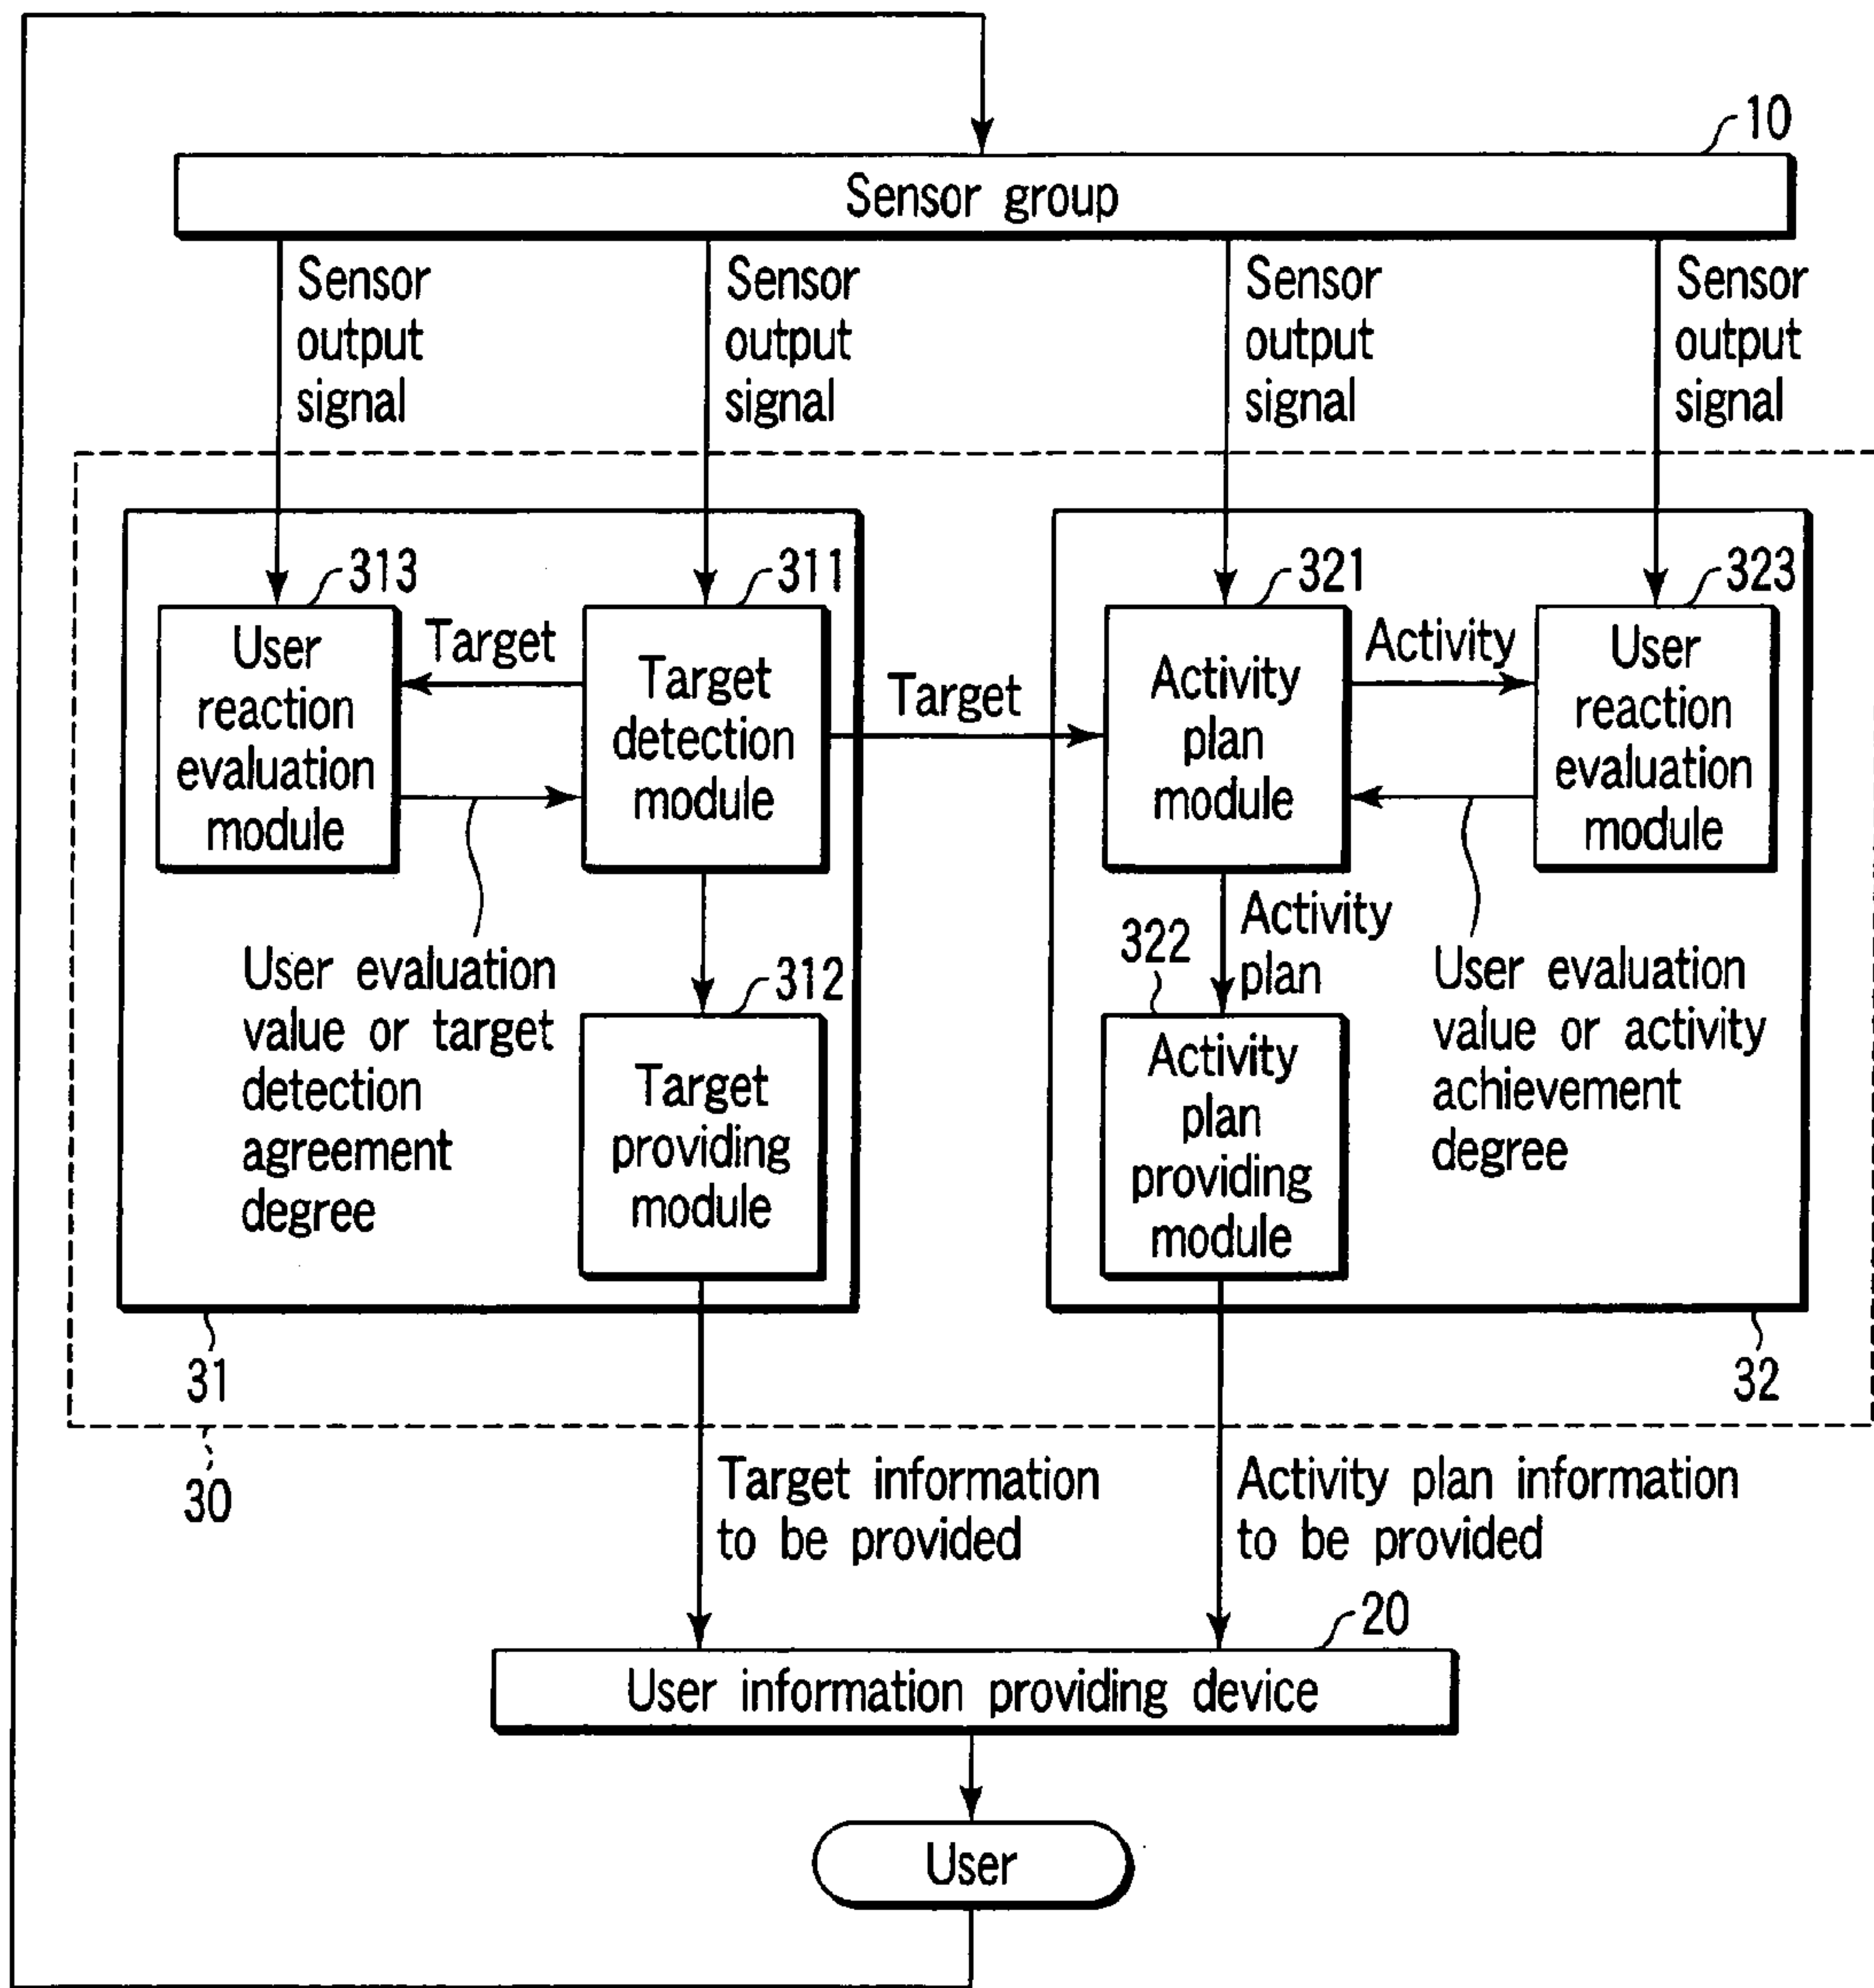 10
Sensor group
Sensor
output
signal
Sensor
output
signal
Sensor
output
signal
Sensor
output
signal
313
User
reaction
evaluation
module
Target
311
Target
detection
module
Target
321
Activity
plan
module
Activity
323
User
reaction
evaluation
module
User evaluation
value or target
detection
agreement
degree
312
Target
providing
module
Activity
plan
322
Activity
plan
providing
module
User evaluation
value or activity
achievement
degree
31
32
30
Target information
to be provided
Activity plan information
to be provided
20
User information providing device
User